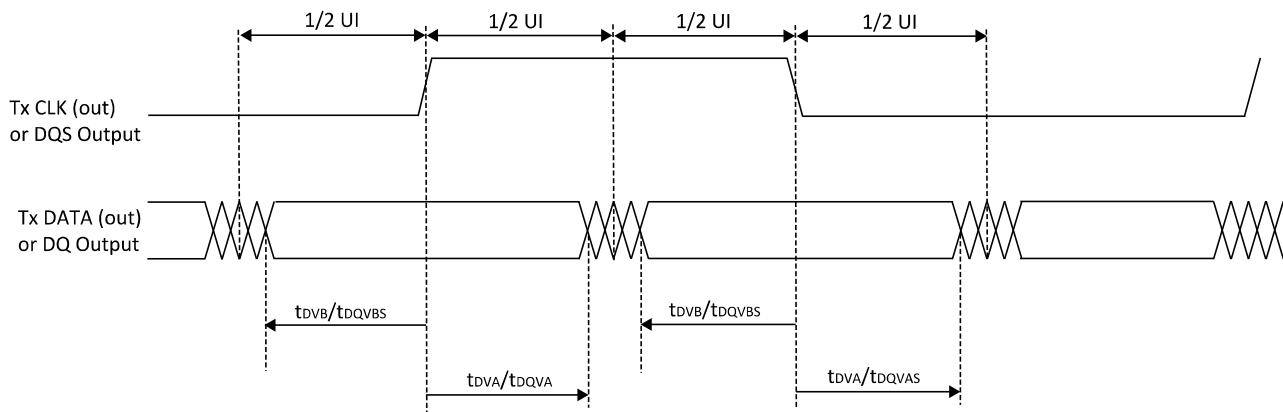 1/2 UI
1/2 UI
1/2 UI
1/2 UI
Tx CLK (out)
or DQS Output
Tx DATA (out)
or DQ Output
tDVB/tDQVBS
tDVB/tDQVBS
tDVA/tDQVA
tDVA/tDQVAS